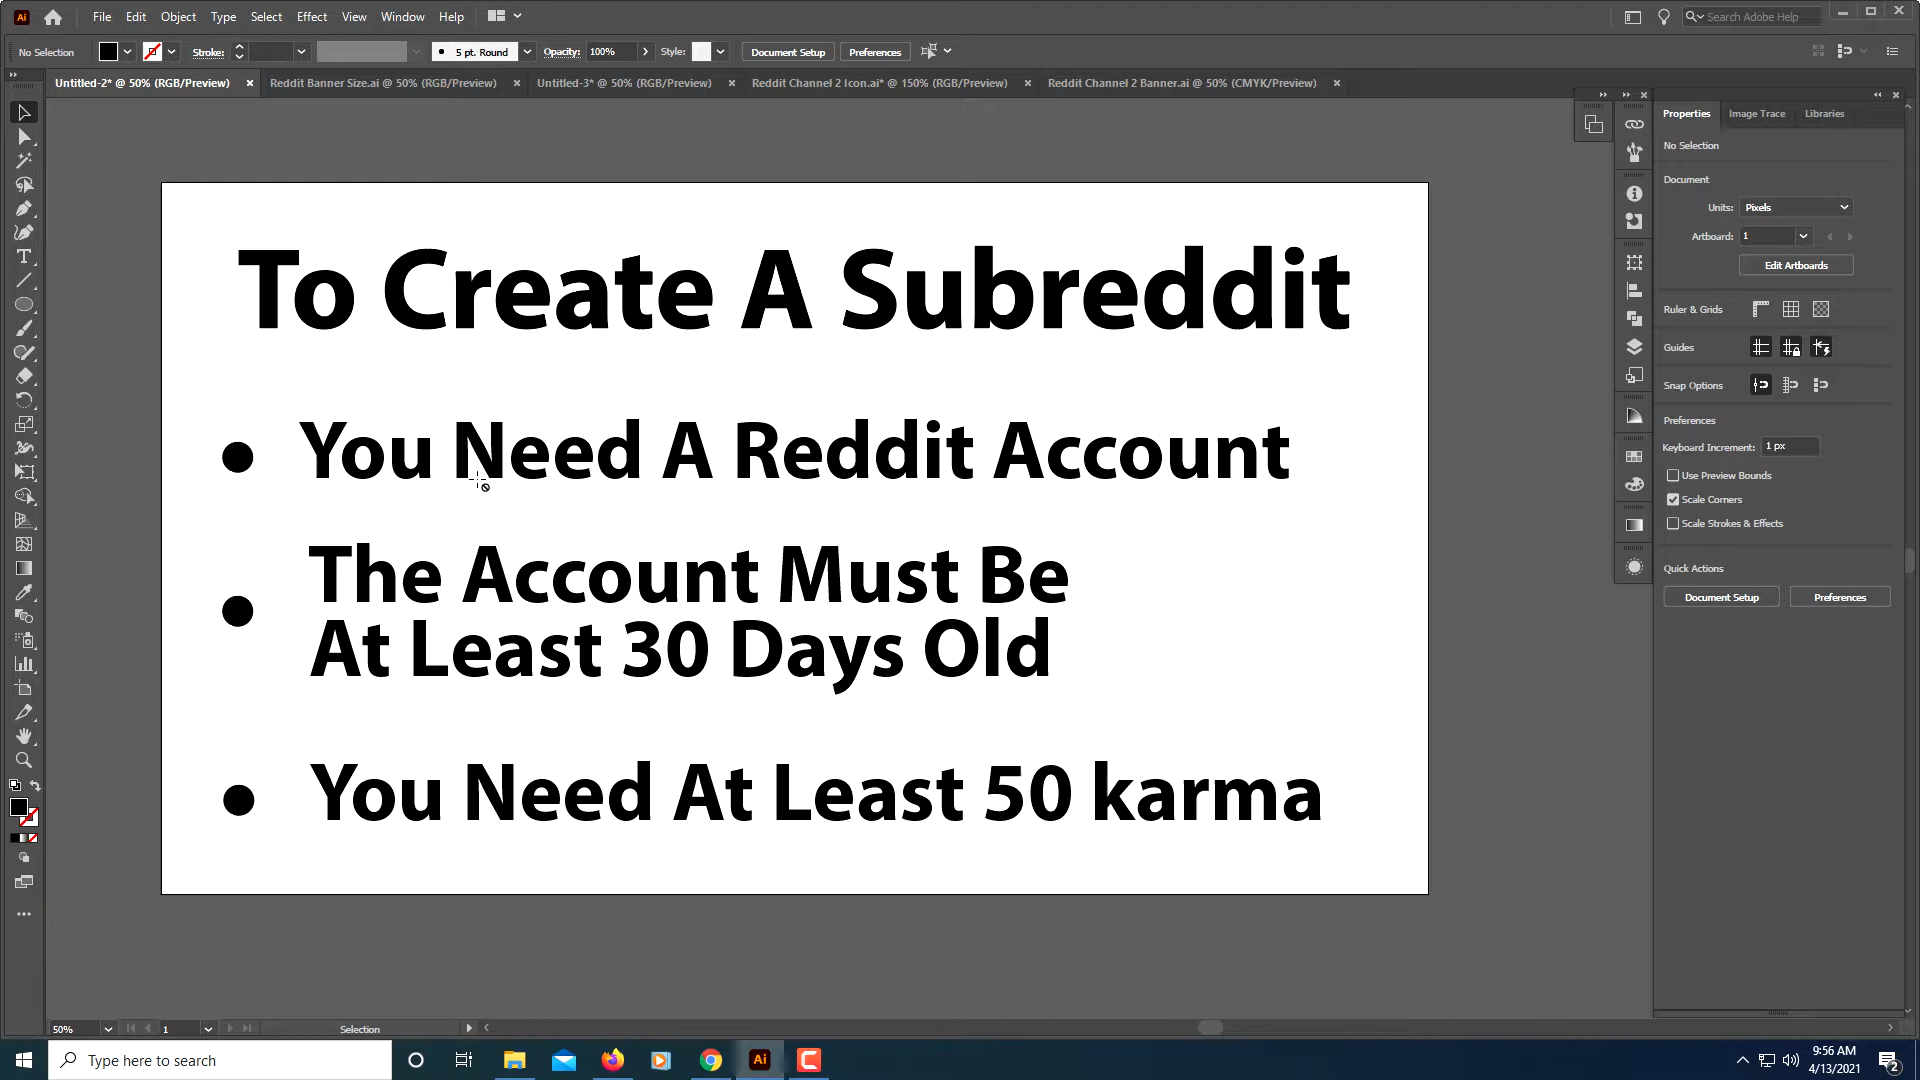 Ai File Edit Object Type Select Effect View Window Help Search Adobe Help
No Selection Stroke: 5 pt. Round Opacity: 100% Style: Document Setup Preferences
Untitled-2* @ 50% (RGB/Preview) Reddit Banner Size.ai @ 50% (RGB/Preview) Untitled-3* @ 50% (RGB/Preview) Reddit Channel 2 Icon.ai* @ 150% (RGB/Preview) Reddit Channel 2 Banner.ai @ 50% (CMYK/Preview)
Properties Image Trace Libraries
No Selection
Document
Units: Pixels
Artboard: 1
Edit Artboards
Ruler & Grids
Guides
Snap Options
Preferences
Keyboard Increment: 1 px
Use Preview Bounds
Scale Corners
Scale Strokes & Effects
Quick Actions
Document Setup Preferences
To Create A Subreddit
• You Need A Reddit Account
• The Account Must Be
At Least 30 Days Old
• You Need At Least 50 karma
50% 1 Selection
Type here to search
Ai
9:56 AM
4/13/2021
2